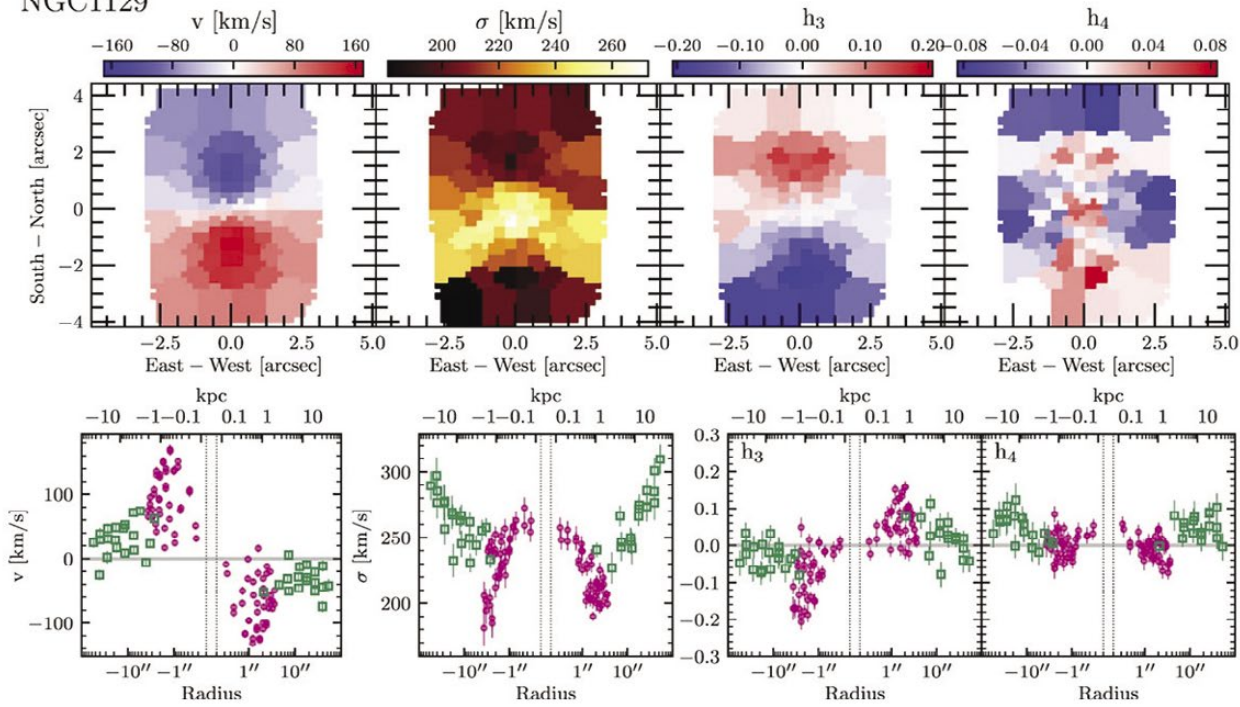 NGC1129
v [km/s] σ [km/s] h₃ h₄
−160 −80 0 80 160 200 220 240 260 −0.20 −0.10 0.00 0.10 0.20 −0.08 −0.04 0.00 0.04 0.08
South − North [arcsec]
4
2
0
−2
−4
−2.5 0.0 2.5 5.0 −2.5 0.0 2.5 5.0 −2.5 0.0 2.5 5.0 −2.5 0.0 2.5 5.0
East − West [arcsec] East − West [arcsec] East − West [arcsec] East − West [arcsec]
kpc kpc kpc kpc
−10 −1 −0.1 0.1 1 10 −10 −1 −0.1 0.1 1 10 −10 −1 −0.1 0.1 1 10 −10 −1 −0.1 0.1 1 10
v [km/s]
100
0
−100
σ [km/s]
300
250
200
0.3
0.2
0.1
0.0
−0.1
−0.2
−0.3
h₃ h₄
−10″ −1″ 1″ 10″ −10″ −1″ 1″ 10″ −10″ −1″ 1″ 10″ −10″ −1″ 1″ 10″
Radius Radius Radius Radius